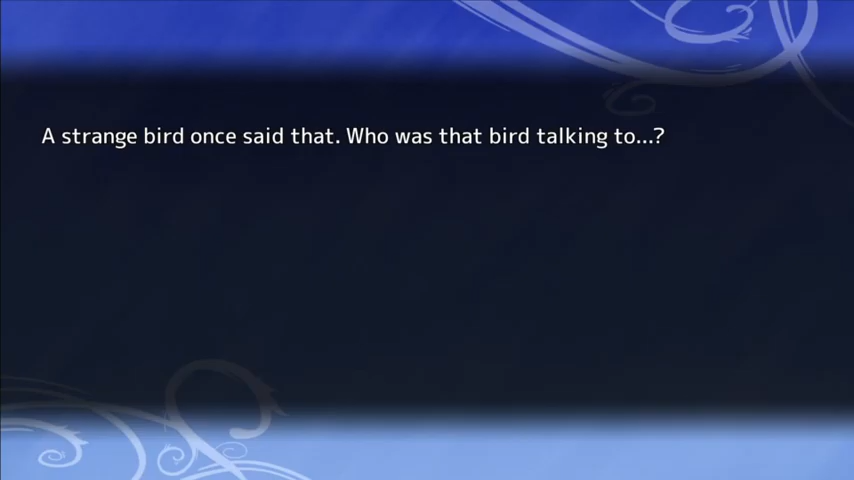 A strange bird once said that. Who was that bird talking to...?